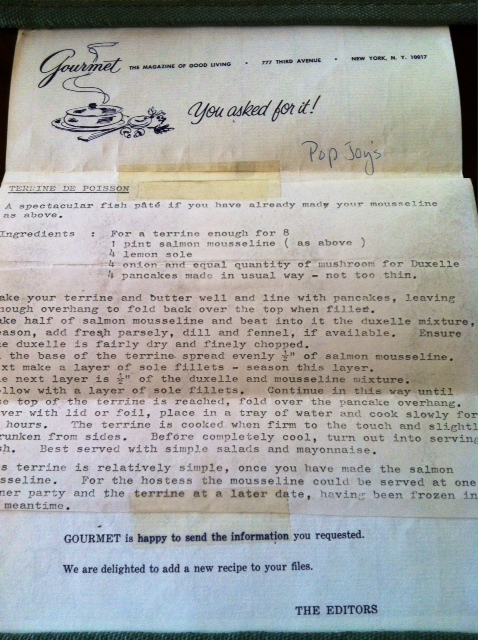 Gourmet THE MAGAZINE OF GOOD LIVING • 777 THIRD AVENUE • NEW YORK, N. Y. 10017
You asked for it!
Pop Joy's
TERRINE DE POISSON
A spectacular fish pâté if you have already made your mousseline
as above.
Ingredients : For a terrine enough for 8
1 pint salmon mousseline ( as above )
4 lemon sole
4 onion and equal quantity of mushroom for Duxelle
4 pancakes made in usual way - not too thin.
ake your terrine and butter well and line with pancakes, leaving
nough overhang to fold back over the top when filled.
ake half of salmon mousseline and beat into it the duxelle mixture,
eason, add fresh parsely, dill and fennel, if available. Ensure
e duxelle is fairly dry and finely chopped.
the base of the terrine spread evenly ½" of salmon mousseline.
xt make a layer of sole fillets - season this layer.
e next layer is ½" of the duxelle and mousseline mixture.
llow with a layer of sole fillets. Continue in this way until
e top of the terrine is reached, fold over the pancake overhang.
ver with lid or foil, place in a tray of water and cook slowly for
hours. The terrine is cooked when firm to the touch and slightl
runken from sides. Before completely cool, turn out into serving
sh. Best served with simple salads and mayonnaise.
s terrine is relatively simple, once you have made the salmon
usseline. For the hostess the mousseline could be served at one
ner party and the terrine at a later date, having been frozen in
meantime.
GOURMET is happy to send the information you requested.
We are delighted to add a new recipe to your files.
THE EDITORS